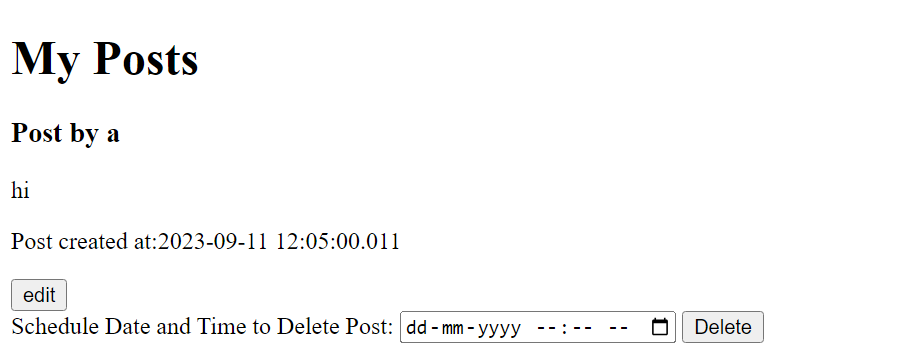 My Posts
Post by a
hi
Post created at:2023-09-11 12:05:00.011
edit
Schedule Date and Time to Delete Post: dd-mm-yyyy --:-- -- Delete